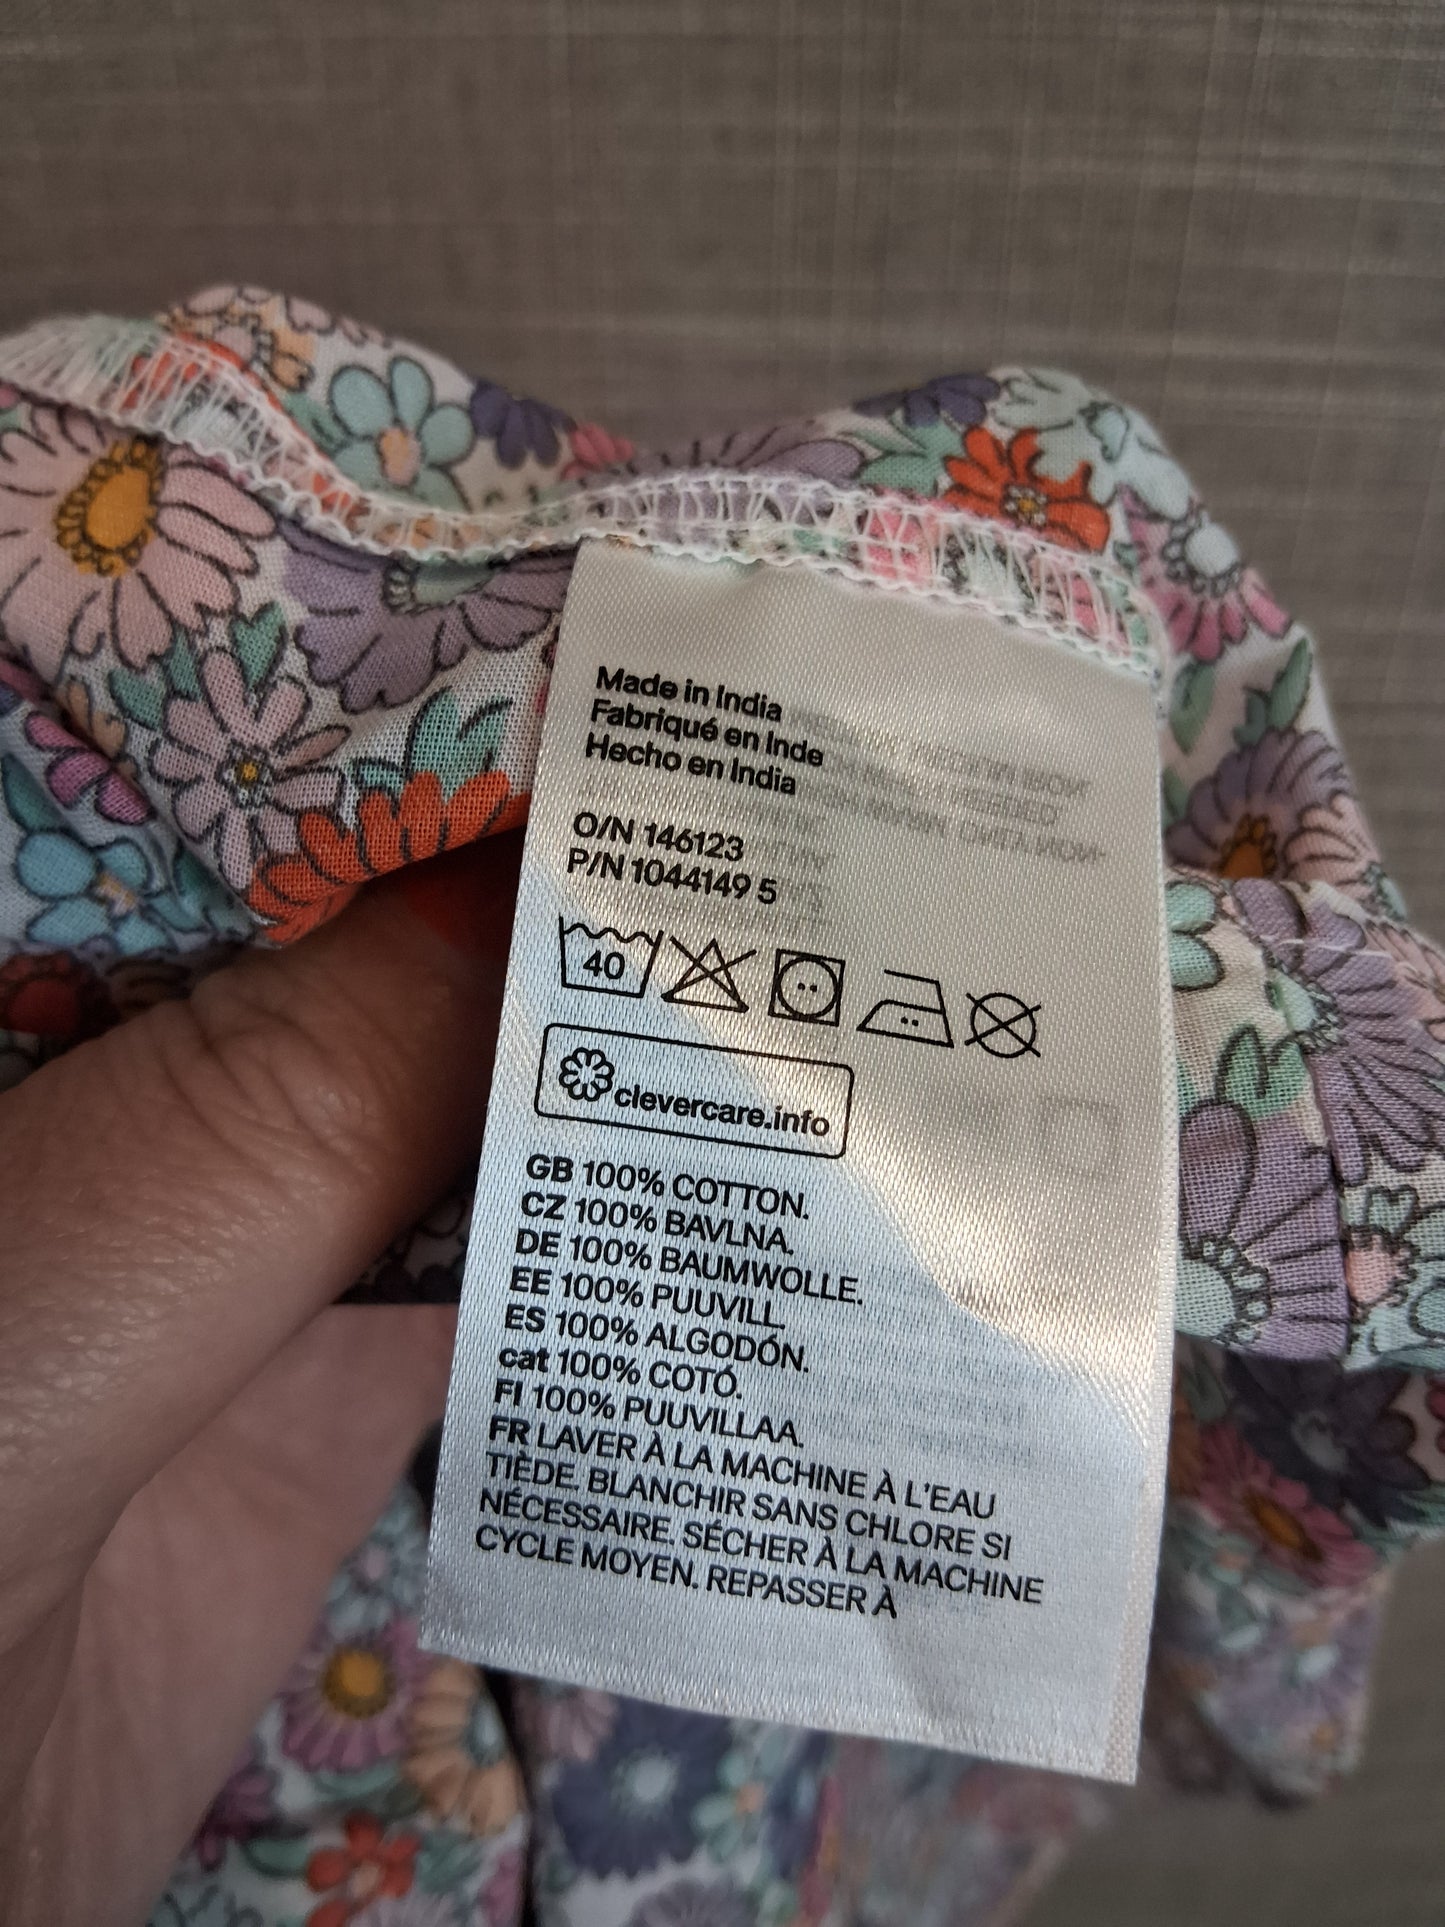 Made in India
Fabriqué en Inde
Hecho en India
O/N 146123
P/N 1044149 5
40
clevercare.info
GB 100% COTTON.
CZ 100% BAVLNA.
DE 100% BAUMWOLLE.
EE 100% PUUVILL.
ES 100% ALGODÓN.
cat 100% COTÓ.
FI 100% PUUVILLAA.
FR LAVER À LA MACHINE À L'EAU
TIÈDE. BLANCHIR SANS CHLORE SI
NÉCESSAIRE. SÉCHER À LA MACHINE
CYCLE MOYEN. REPASSER À